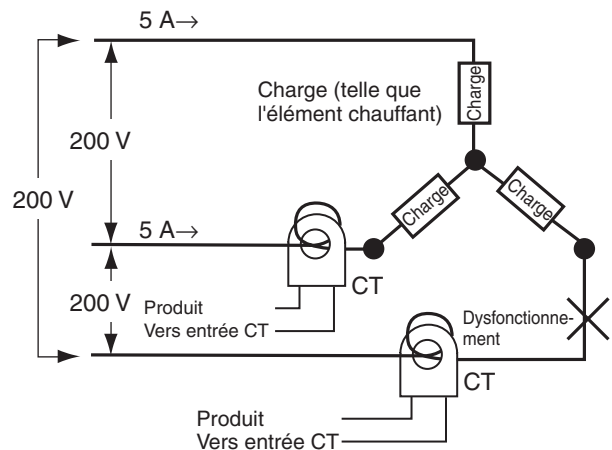 5 A→
Charge (telle que
l'élément chauffant)
Charge
200 V
200 V
Charge
Charge
5 A→
CT
200 V
Produit
Vers entrée CT
Dysfonctionne-
ment
CT
Produit
Vers entrée CT